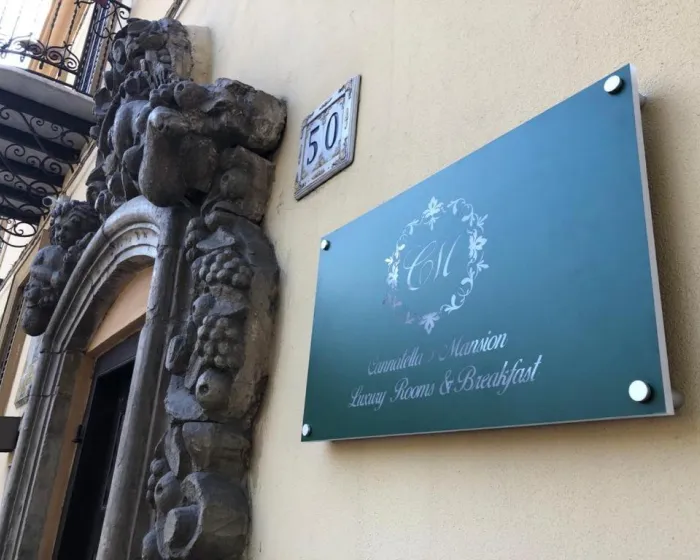 50
CM
Cannatella's Mansion
Luxury Rooms & Breakfast